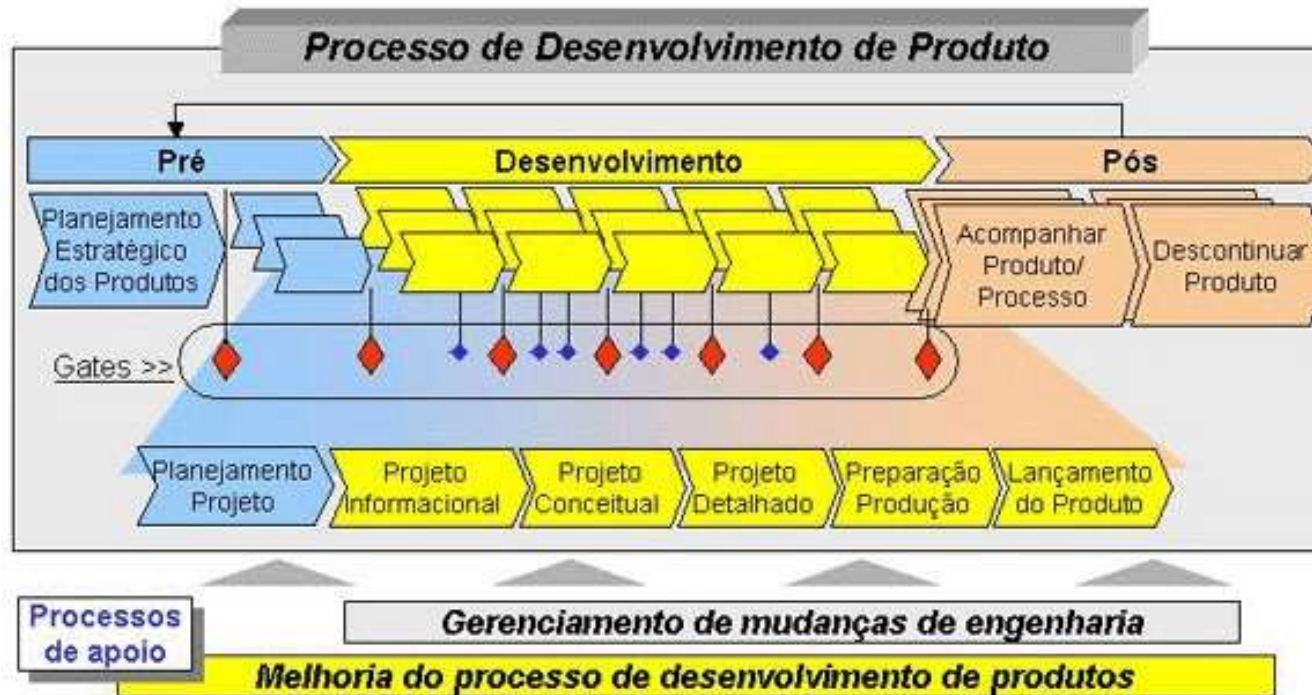 Processo de Desenvolvimento de Produto
Pré
Desenvolvimento
Pós
Planejamento
Estratégico
dos Produtos
Acompanhar
Produto/
Processo
Descontinuar
Produto
Gates >>
Planejamento
Projeto
Projeto
Informacional
Projeto
Conceitual
Projeto
Detalhado
Preparação
Produção
Lançamento
do Produto
Processos
de apoio
Gerenciamento de mudanças de engenharia
Melhoria do processo de desenvolvimento de produtos